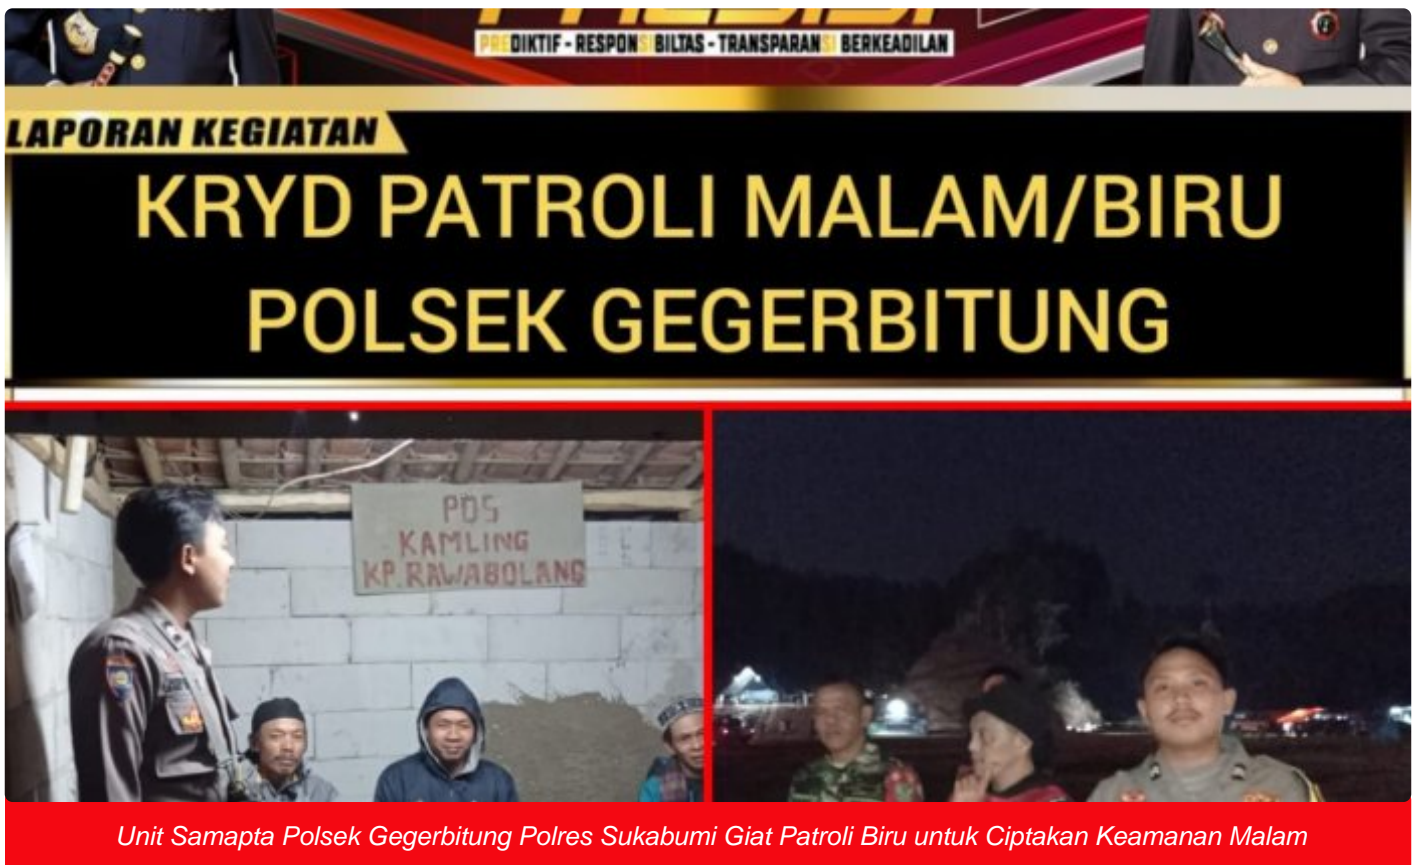 PRESISI
PREDIKTIF - RESPONSIBILTAS - TRANSPARANSI BERKEADILAN
LAPORAN KEGIATAN
KRYD PATROLI MALAM/BIRU
POLSEK GEGERBITUNG
POS
KAMLING
KP. RAWABOLANG
Unit Samapta Polsek Gegerbitung Polres Sukabumi Giat Patroli Biru untuk Ciptakan Keamanan Malam